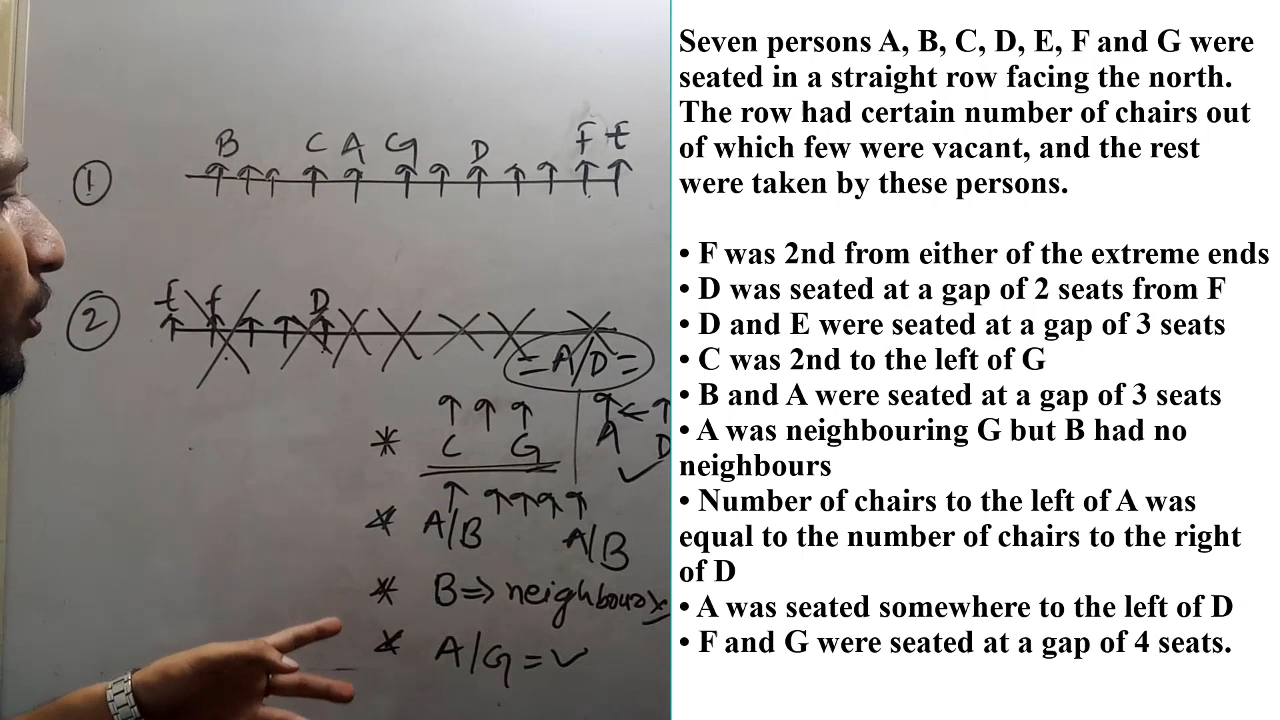 Seven persons A, B, C, D, E, F and G were
seated in a straight row facing the north.
The row had certain number of chairs out
of which few were vacant, and the rest
were taken by these persons.
• F was 2nd from either of the extreme ends
• D was seated at a gap of 2 seats from F
• D and E were seated at a gap of 3 seats
• C was 2nd to the left of G
• B and A were seated at a gap of 3 seats
• A was neighbouring G but B had no
neighbours
• Number of chairs to the left of A was
equal to the number of chairs to the right
of D
• A was seated somewhere to the left of D
• F and G were seated at a gap of 4 seats.
B C A G D F E
①
② E F D
= A/D =
* C G A D
* A/B A/B
* B => neighbours
* A/G = ✓